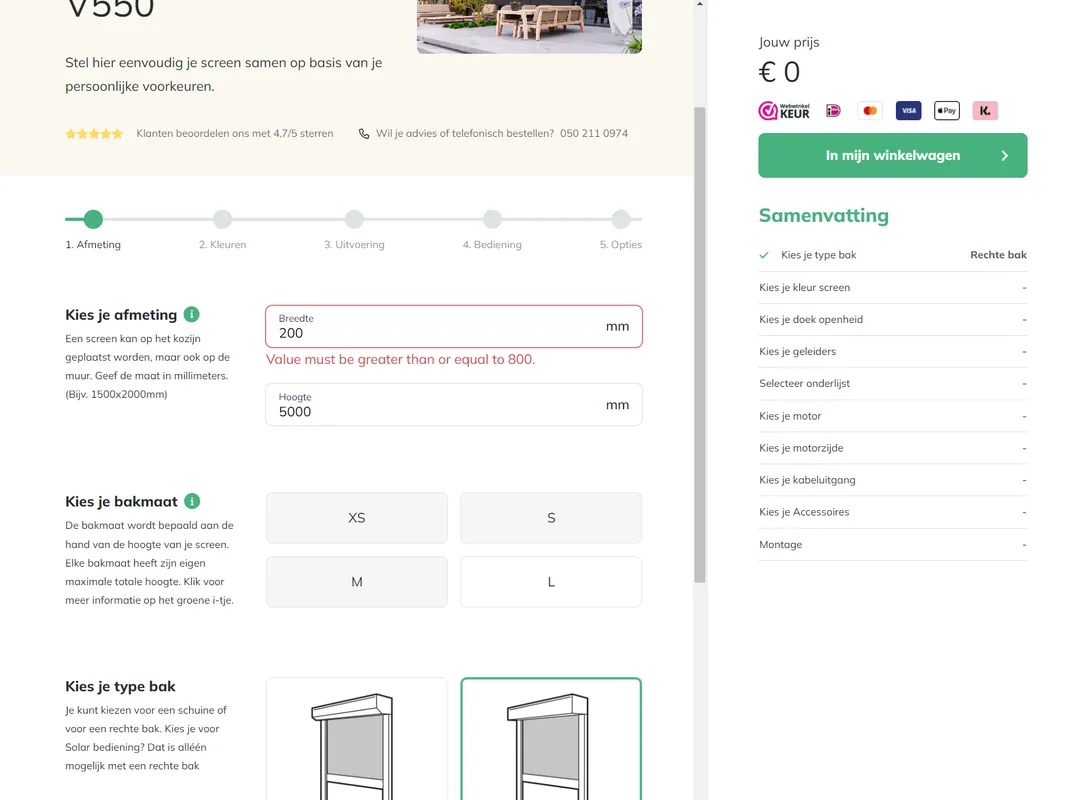 V550
Stel hier eenvoudig je screen samen op basis van je
persoonlijke voorkeuren.
Klanten beoordelen ons met 4,7/5 sterren
Wil je advies of telefonisch bestellen? 050 211 0974
1. Afmeting
2. Kleuren
3. Uitvoering
4. Bediening
5. Opties
Kies je afmeting
Een screen kan op het kozijn
geplaatst worden, maar ook op de
muur. Geef de maat in millimeters.
(Bijv. 1500x2000mm)
Breedte
200
mm
Value must be greater than or equal to 800.
Hoogte
5000
mm
Kies je bakmaat
De bakmaat wordt bepaald aan de
hand van de hoogte van je screen.
Elke bakmaat heeft zijn eigen
maximale totale hoogte. Klik voor
meer informatie op het groene i-tje.
XS
S
M
L
Kies je type bak
Je kunt kiezen voor een schuine of
voor een rechte bak. Kies je voor
Solar bediening? Dat is alléén
mogelijk met een rechte bak
Jouw prijs
€ 0
Webwinkel
KEUR
VISA
Pay
K.
In mijn winkelwagen
Samenvatting
Kies je type bak Rechte bak
Kies je kleur screen -
Kies je doek openheid -
Kies je geleiders -
Selecteer onderlijst -
Kies je motor -
Kies je motorzijde -
Kies je kabeluitgang -
Kies je Accessoires -
Montage -